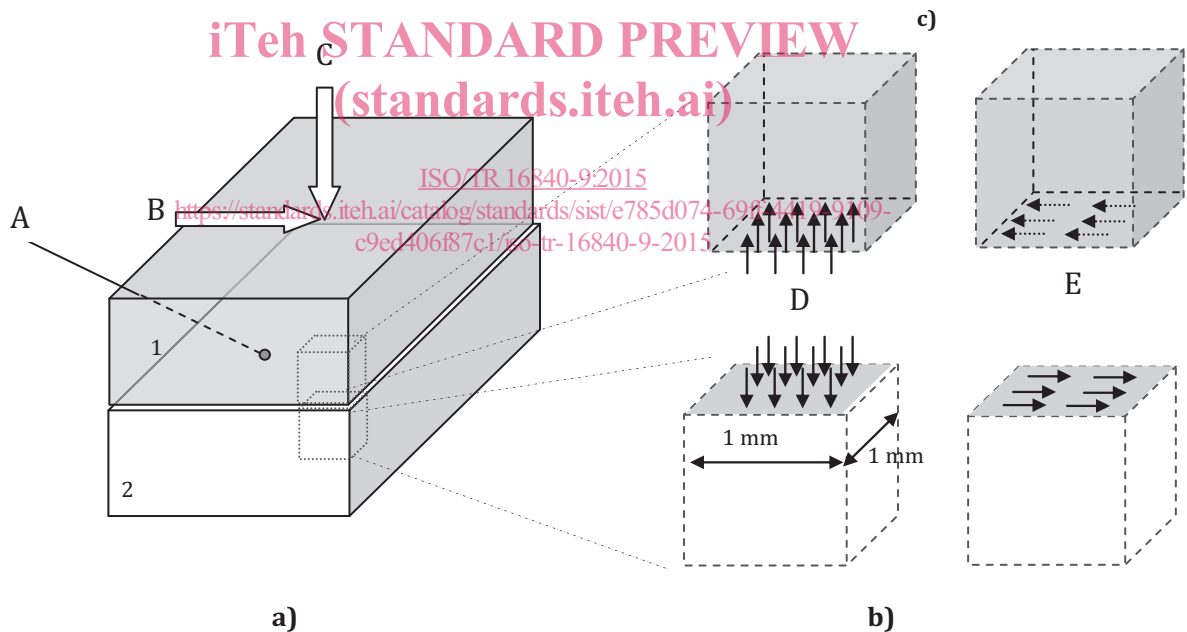 c)
iTeh STANDARD PREVIEW
C
(standards.iteh.ai)
ISO/TR 16840-9:2015
A
B
c9ed406f87c1/iso-tr-16840-9-2015
D
E
1
1 mm
1 mm
2
a)
b)